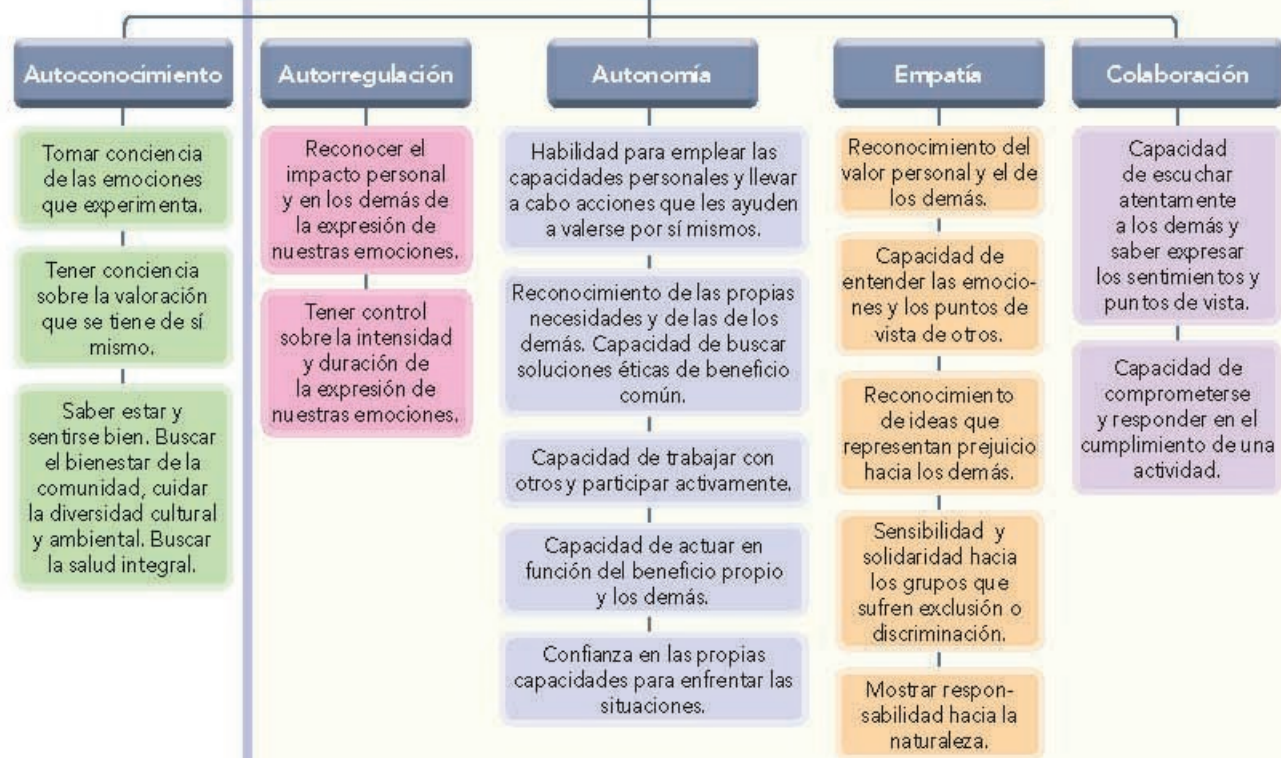 Autoconocimiento
Tomar conciencia
de las emociones
que experimenta.
Tener conciencia
sobre la valoración
que se tiene de sí
mismo.
Saber estar y
sentirse bien. Buscar
el bienestar de la
comunidad, cuidar
la diversidad cultural
y ambiental. Buscar
la salud integral.
Autorregulación
Reconocer el
impacto personal
y en los demás de
la expresión de
nuestras emociones.
Tener control
sobre la intensidad
y duración de
la expresión de
nuestras emociones.
Autonomía
Habilidad para emplear las
capacidades personales y llevar
a cabo acciones que les ayuden
a valerse por sí mismos.
Reconocimiento de las propias
necesidades y de las de los
demás. Capacidad de buscar
soluciones éticas de beneficio
común.
Capacidad de trabajar con
otros y participar activamente.
Capacidad de actuar en
función del beneficio propio
y los demás.
Confianza en las propias
capacidades para enfrentar las
situaciones.
Empatía
Reconocimiento del
valor personal y el de
los demás.
Capacidad de
entender las emocio-
nes y los puntos de
vista de otros.
Reconocimiento
de ideas que
representan prejuicio
hacia los demás.
Sensibilidad y
solidaridad hacia
los grupos que
sufren exclusión o
discriminación.
Mostrar respon-
sabilidad hacia la
naturaleza.
Colaboración
Capacidad
de escuchar
atentamente
a los demás y
saber expresar
los sentimientos y
puntos de vista.
Capacidad de
comprometerse
y responder en el
cumplimiento de una
actividad.